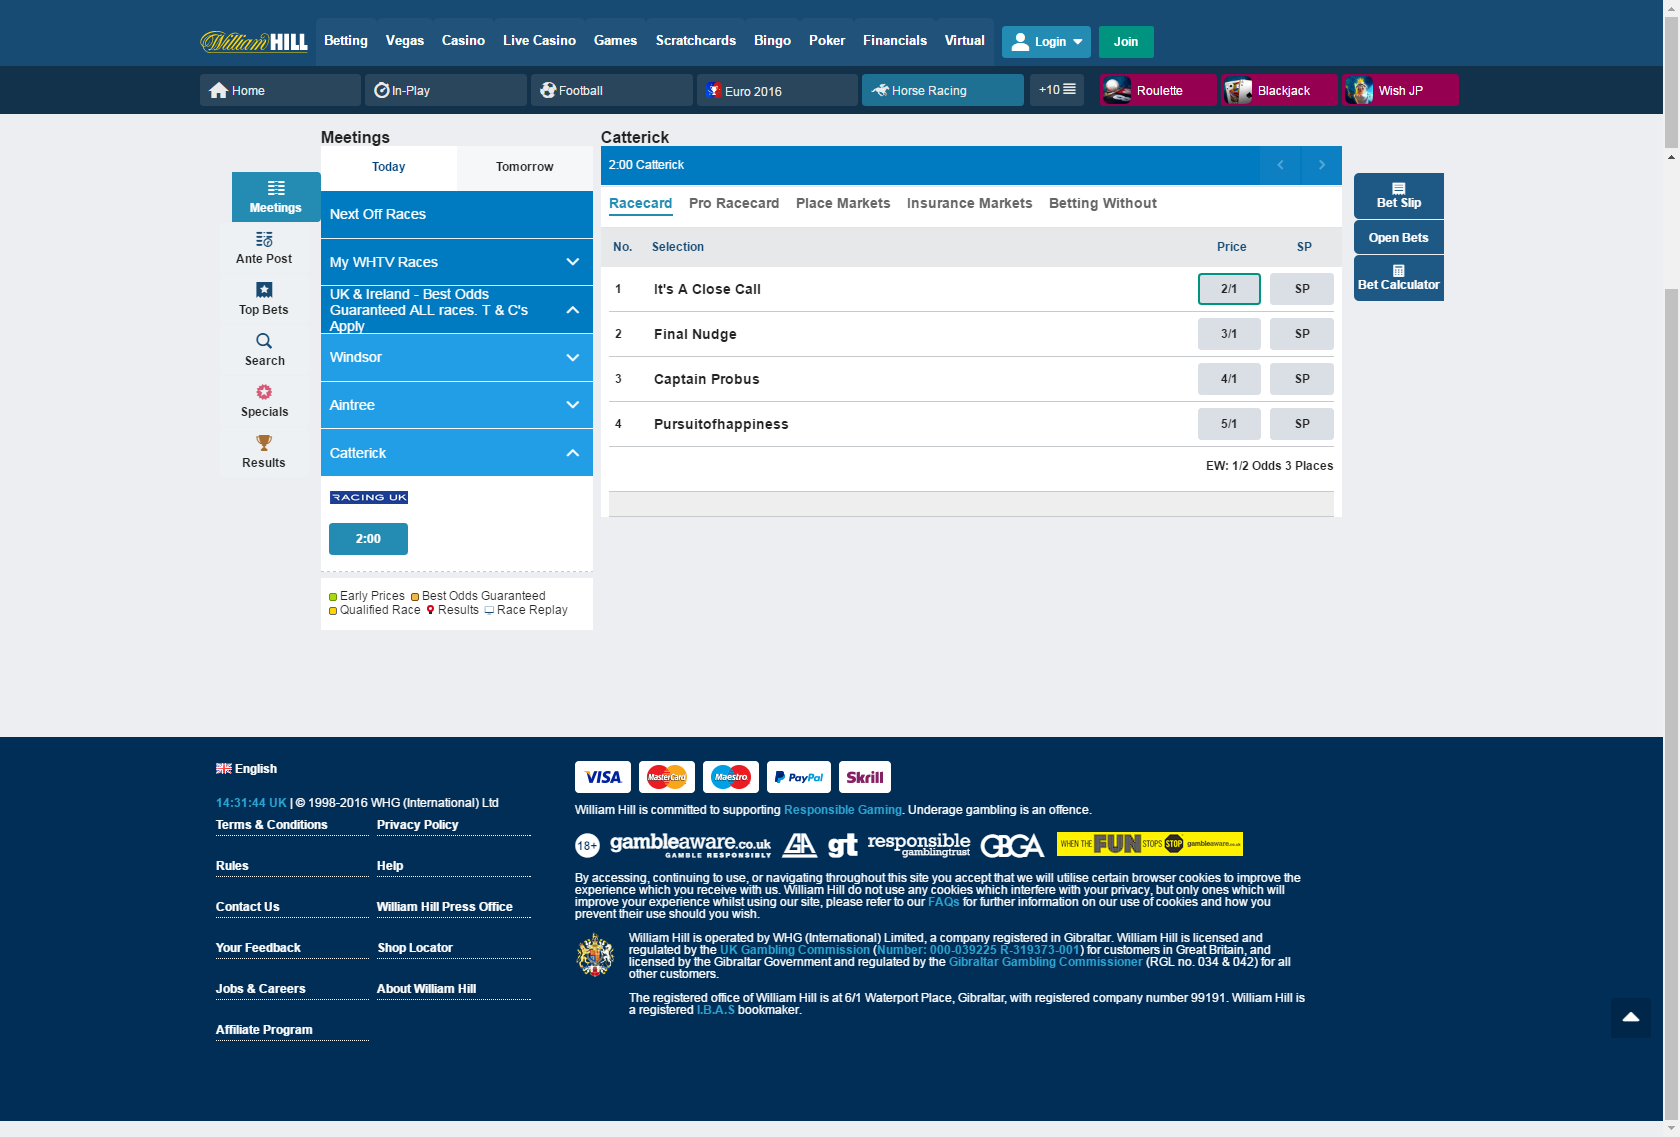 William HILL
Betting
Vegas
Casino
Live Casino
Games
Scratchcards
Bingo
Poker
Financials
Virtual
Login
Join
Home
In-Play
Football
Euro 2016
Horse Racing
+10
Roulette
Blackjack
Wish JP
Meetings
Ante Post
Top Bets
Search
Specials
Results
Meetings
Today
Tomorrow
Next Off Races
My WHTV Races
UK & Ireland - Best Odds
Guaranteed ALL races. T & C's
Apply
Windsor
Aintree
Catterick
RACING UK
2:00
Early Prices
Best Odds Guaranteed
Qualified Race
Results
Race Replay
Catterick
2:00 Catterick
Racecard
Pro Racecard
Place Markets
Insurance Markets
Betting Without
No.
Selection
Price
SP
1
It's A Close Call
2/1
SP
2
Final Nudge
3/1
SP
3
Captain Probus
4/1
SP
4
Pursuitofhappiness
5/1
SP
EW: 1/2 Odds 3 Places
Bet Slip
Open Bets
Bet Calculator
English
14:31:44 UK | © 1998-2016 WHG (International) Ltd
Terms & Conditions
Privacy Policy
Rules
Help
Contact Us
William Hill Press Office
Your Feedback
Shop Locator
Jobs & Careers
About William Hill
Affiliate Program
VISA
MasterCard
Maestro
PayPal
Skrill
William Hill is committed to supporting Responsible Gaming. Underage gambling is an offence.
18+
gambleaware.co.uk
GAMBLE RESPONSIBLY
GA
gt
responsible
gamblingtrust
GBGA
WHEN THE FUN STOPS STOP gambleaware.co.uk
By accessing, continuing to use, or navigating throughout this site you accept that we will utilise certain browser cookies to improve the
experience which you receive with us. William Hill do not use any cookies which interfere with your privacy, but only ones which will
improve your experience whilst using our site, please refer to our FAQs for further information on our use of cookies and how you
prevent their use should you wish.
William Hill is operated by WHG (International) Limited, a company registered in Gibraltar. William Hill is licensed and
regulated by the UK Gambling Commission (Number: 000-039225 R-319373-001) for customers in Great Britain, and
licensed by the Gibraltar Government and regulated by the Gibraltar Gambling Commissioner (RGL no. 034 & 042) for all
other customers.
The registered office of William Hill is at 6/1 Waterport Place, Gibraltar, with registered company number 99191. William Hill is
a registered I.B.A.S bookmaker.